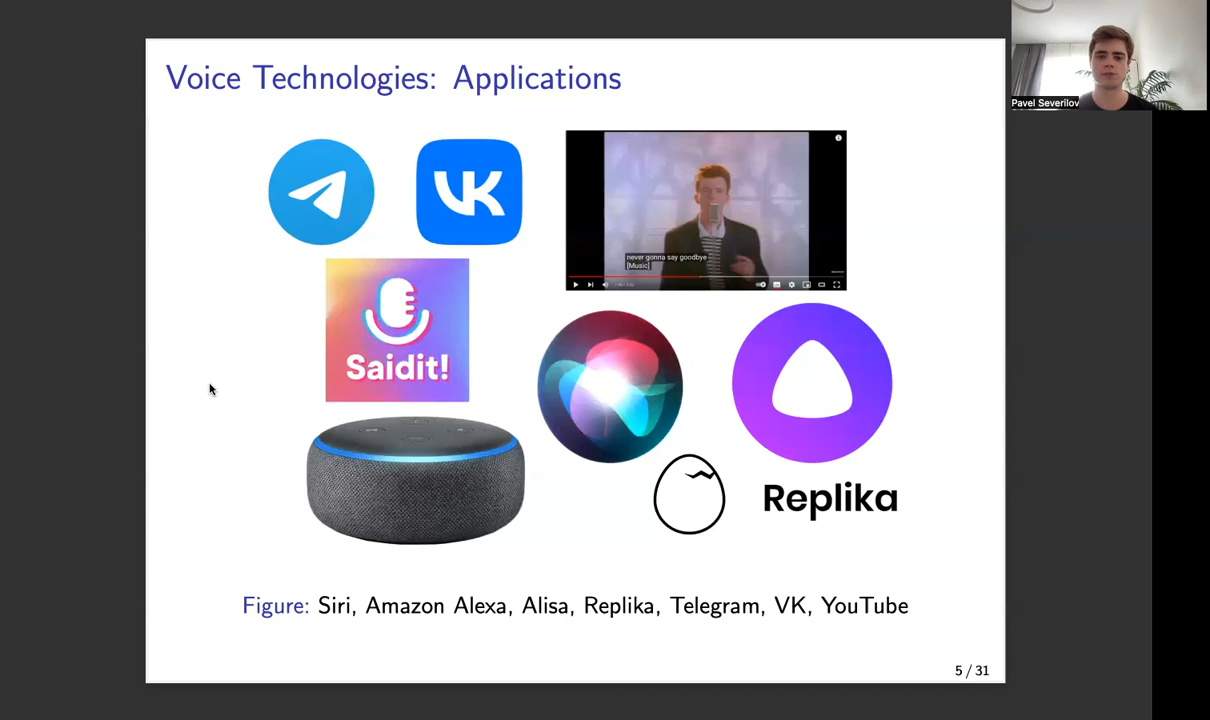 Voice Technologies: Applications
Pavel Severilov
VK
never gonna say goodbye
[Music]
Saidit!
Replika
Figure: Siri, Amazon Alexa, Alisa, Replika, Telegram, VK, YouTube
5 / 31